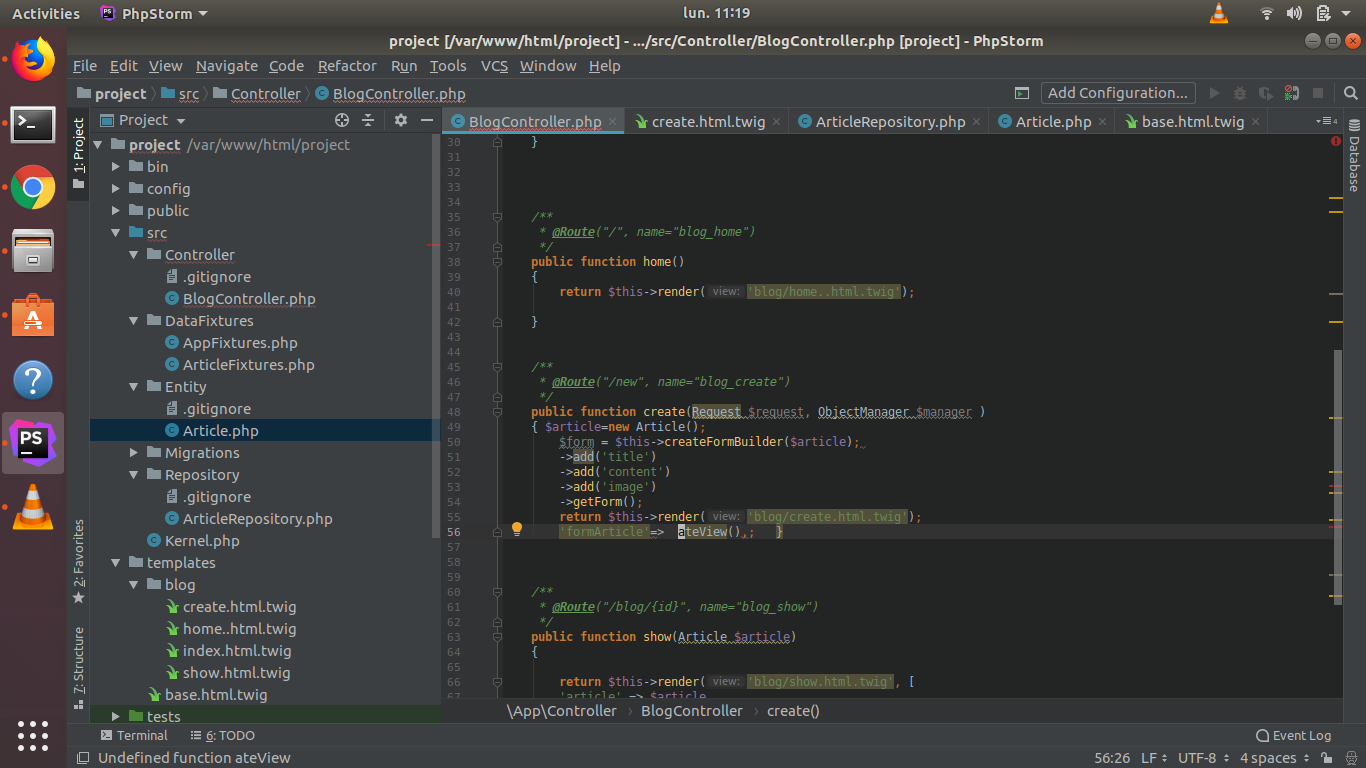 Activities PhpStorm lun. 11:19
project [/var/www/html/project] - .../src/Controller/BlogController.php [project] - PhpStorm
File Edit View Navigate Code Refactor Run Tools VCS Window Help
project src Controller BlogController.php Add Configuration...
1: Project
2: Favorites
7: Structure
Project
project /var/www/html/project
bin
config
public
src
Controller
.gitignore
BlogController.php
DataFixtures
AppFixtures.php
ArticleFixtures.php
Entity
.gitignore
Article.php
Migrations
Repository
.gitignore
ArticleRepository.php
Kernel.php
templates
blog
create.html.twig
home..html.twig
index.html.twig
show.html.twig
base.html.twig
tests
BlogController.php create.html.twig ArticleRepository.php Article.php base.html.twig 4
Database
30 }
31
32
33
34
35 /**
36 * @Route("/", name="blog_home")
37 */
38 public function home()
39 {
40 return $this->render( view: 'blog/home..html.twig');
41
42 }
43
44
45 /**
46 * @Route("/new", name="blog_create")
47 */
48 public function create(Request $request, ObjectManager $manager )
49 { $article=new Article();
50 $form = $this->createFormBuilder($article);
51 ->add('title')
52 ->add('content')
53 ->add('image')
54 ->getForm();
55 return $this->render( view: 'blog/create.html.twig');
56 'formArticle'=> ateView(),; }
57
58
59
60 /**
61 * @Route("/blog/{id}", name="blog_show")
62 */
63 public function show(Article $article)
64 {
65
66 return $this->render( view: 'blog/show.html.twig', [
67 'article' => $article
\App\Controller BlogController create()
Terminal 6: TODO Event Log
Undefined function ateView 56:26 LF UTF-8 4 spaces